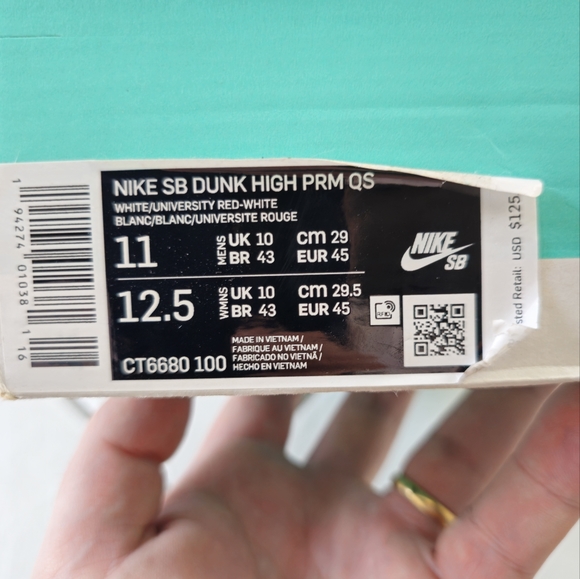 NIKE SB DUNK HIGH PRM QS
WHITE/UNIVERSITY RED-WHITE
BLANC/BLANC/UNIVERSITE ROUGE
11 MENS UK 10 cm 29
BR 43 EUR 45
NIKE
SB
12.5 WMNS UK 10 cm 29.5
BR 43 EUR 45
RFID
CT6680 100
MADE IN VIETNAM /
FABRIQUE AU VIETNAM /
FABRICADO NO VIETNÃ /
HECHO EN VIETNAM
1 94274 01038 1 16
Retail: USD $125